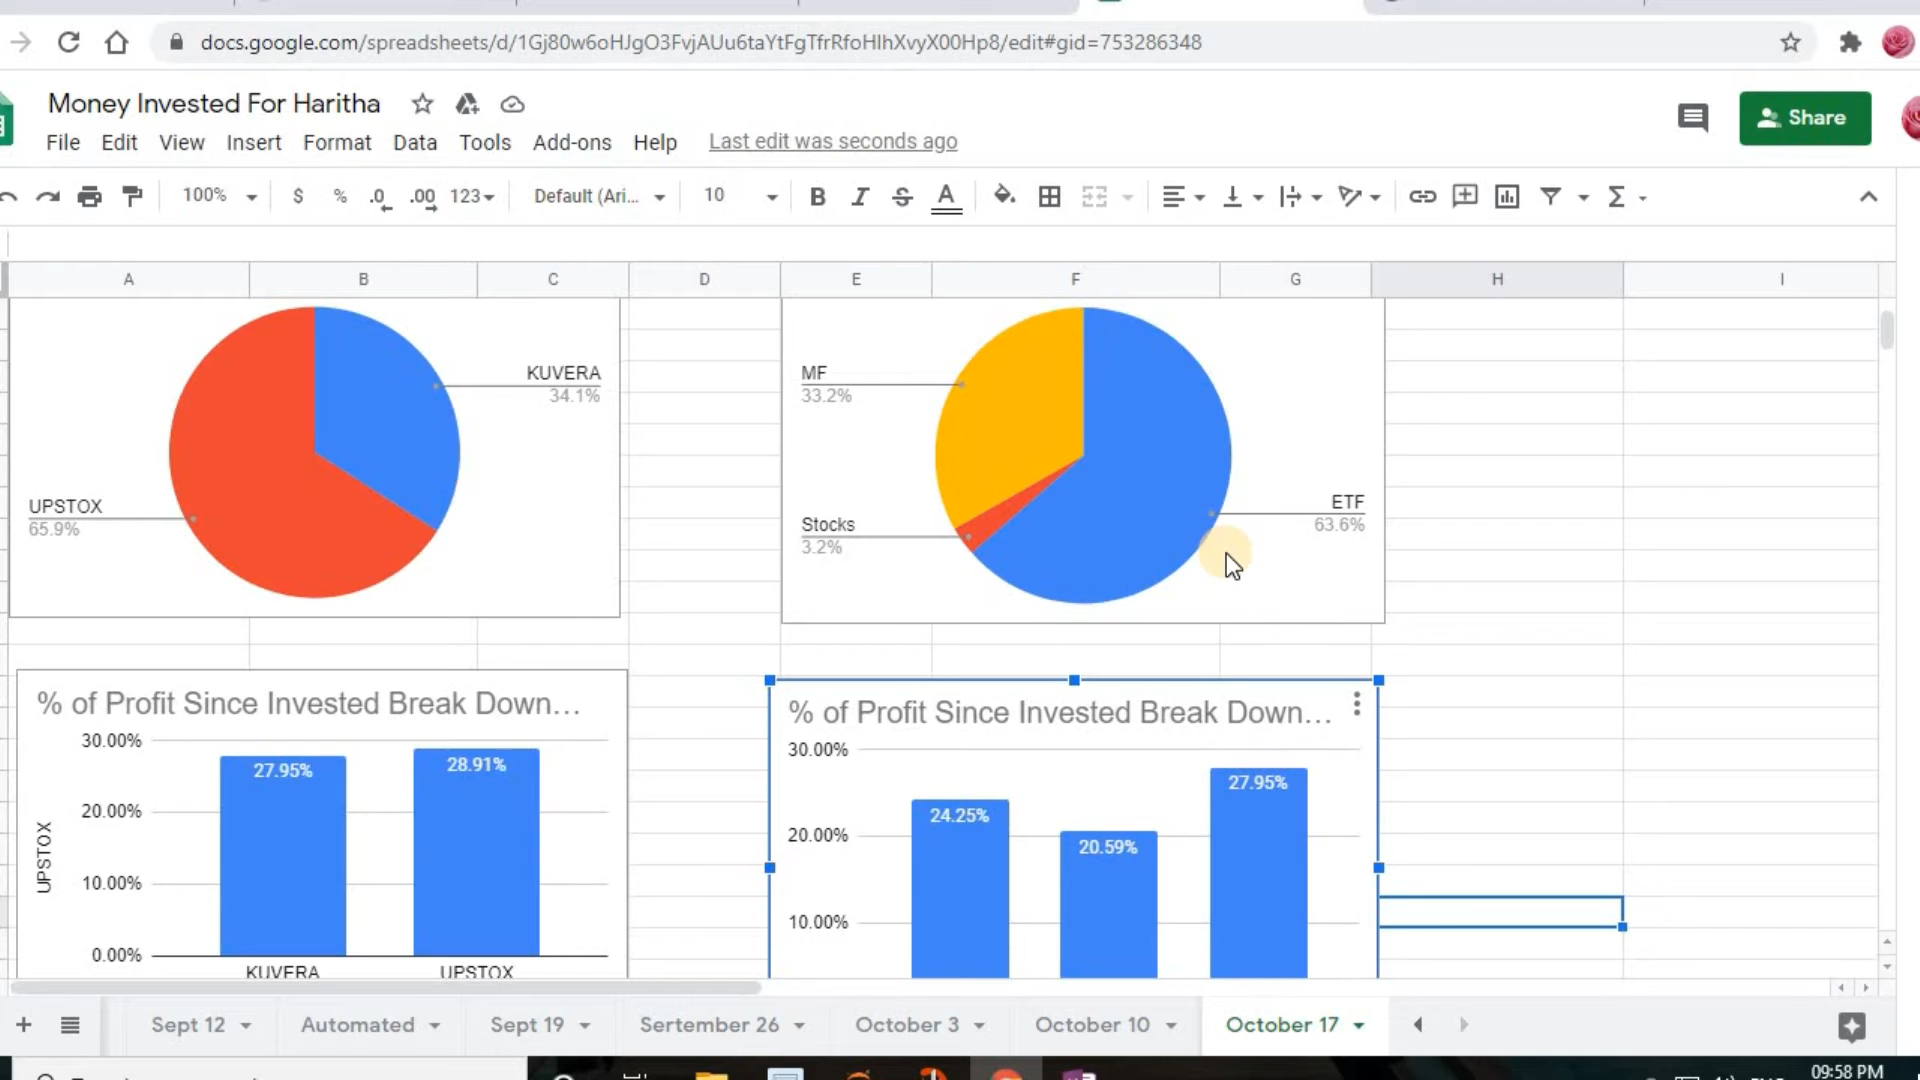 docs.google.com/spreadsheets/d/1Gj80w6oHJgO3FvjAUu6taYtFgTfrRfoHIhXvyX00Hp8/edit#gid=753286348
Money Invested For Haritha
Share
File Edit View Insert Format Data Tools Add-ons Help Last edit was seconds ago
100% $ % .0 .00 123 Default (Ari... 10 B I S A
A B C D E F G H I
KUVERA
34.1%
UPSTOX
65.9%
MF
33.2%
Stocks
3.2%
ETF
63.6%
% of Profit Since Invested Break Down...
30.00%
27.95%
28.91%
20.00%
10.00%
0.00%
UPSTOX
KUVERA UPSTOX
% of Profit Since Invested Break Down...
30.00%
24.25%
20.59%
27.95%
20.00%
10.00%
Sept 12 Automated Sept 19 Sertember 26 October 3 October 10 October 17
09:58 PM